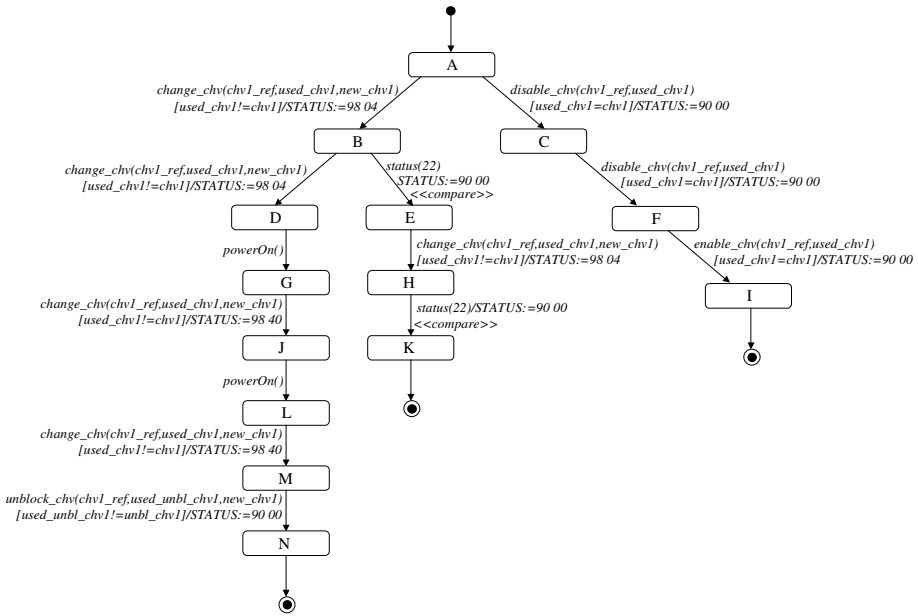 A
change_chv(chv1_ref,used_chv1,new_chv1)
[used_chv1!=chv1]/STATUS:=98 04
disable_chv(chv1_ref,used_chv1)
[used_chv1=chv1]/STATUS:=90 00
B
C
change_chv(chv1_ref,used_chv1,new_chv1)
[used_chv1!=chv1]/STATUS:=98 04
status(22)
STATUS:=90 00
<<compare>>
disable_chv(chv1_ref,used_chv1)
[used_chv1=chv1]/STATUS:=90 00
D
E
F
powerOn()
change_chv(chv1_ref,used_chv1,new_chv1)
[used_chv1!=chv1]/STATUS:=98 04
enable_chv(chv1_ref,used_chv1)
[used_chv1=chv1]/STATUS:=90 00
G
H
I
change_chv(chv1_ref,used_chv1,new_chv1)
[used_chv1!=chv1]/STATUS:=98 40
status(22)/STATUS:=90 00
<<compare>>
J
K
powerOn()
L
change_chv(chv1_ref,used_chv1,new_chv1)
[used_chv1!=chv1]/STATUS:=98 40
M
unblock_chv(chv1_ref,used_unbl_chv1,new_chv1)
[used_unbl_chv1!=unbl_chv1]/STATUS:=90 00
N